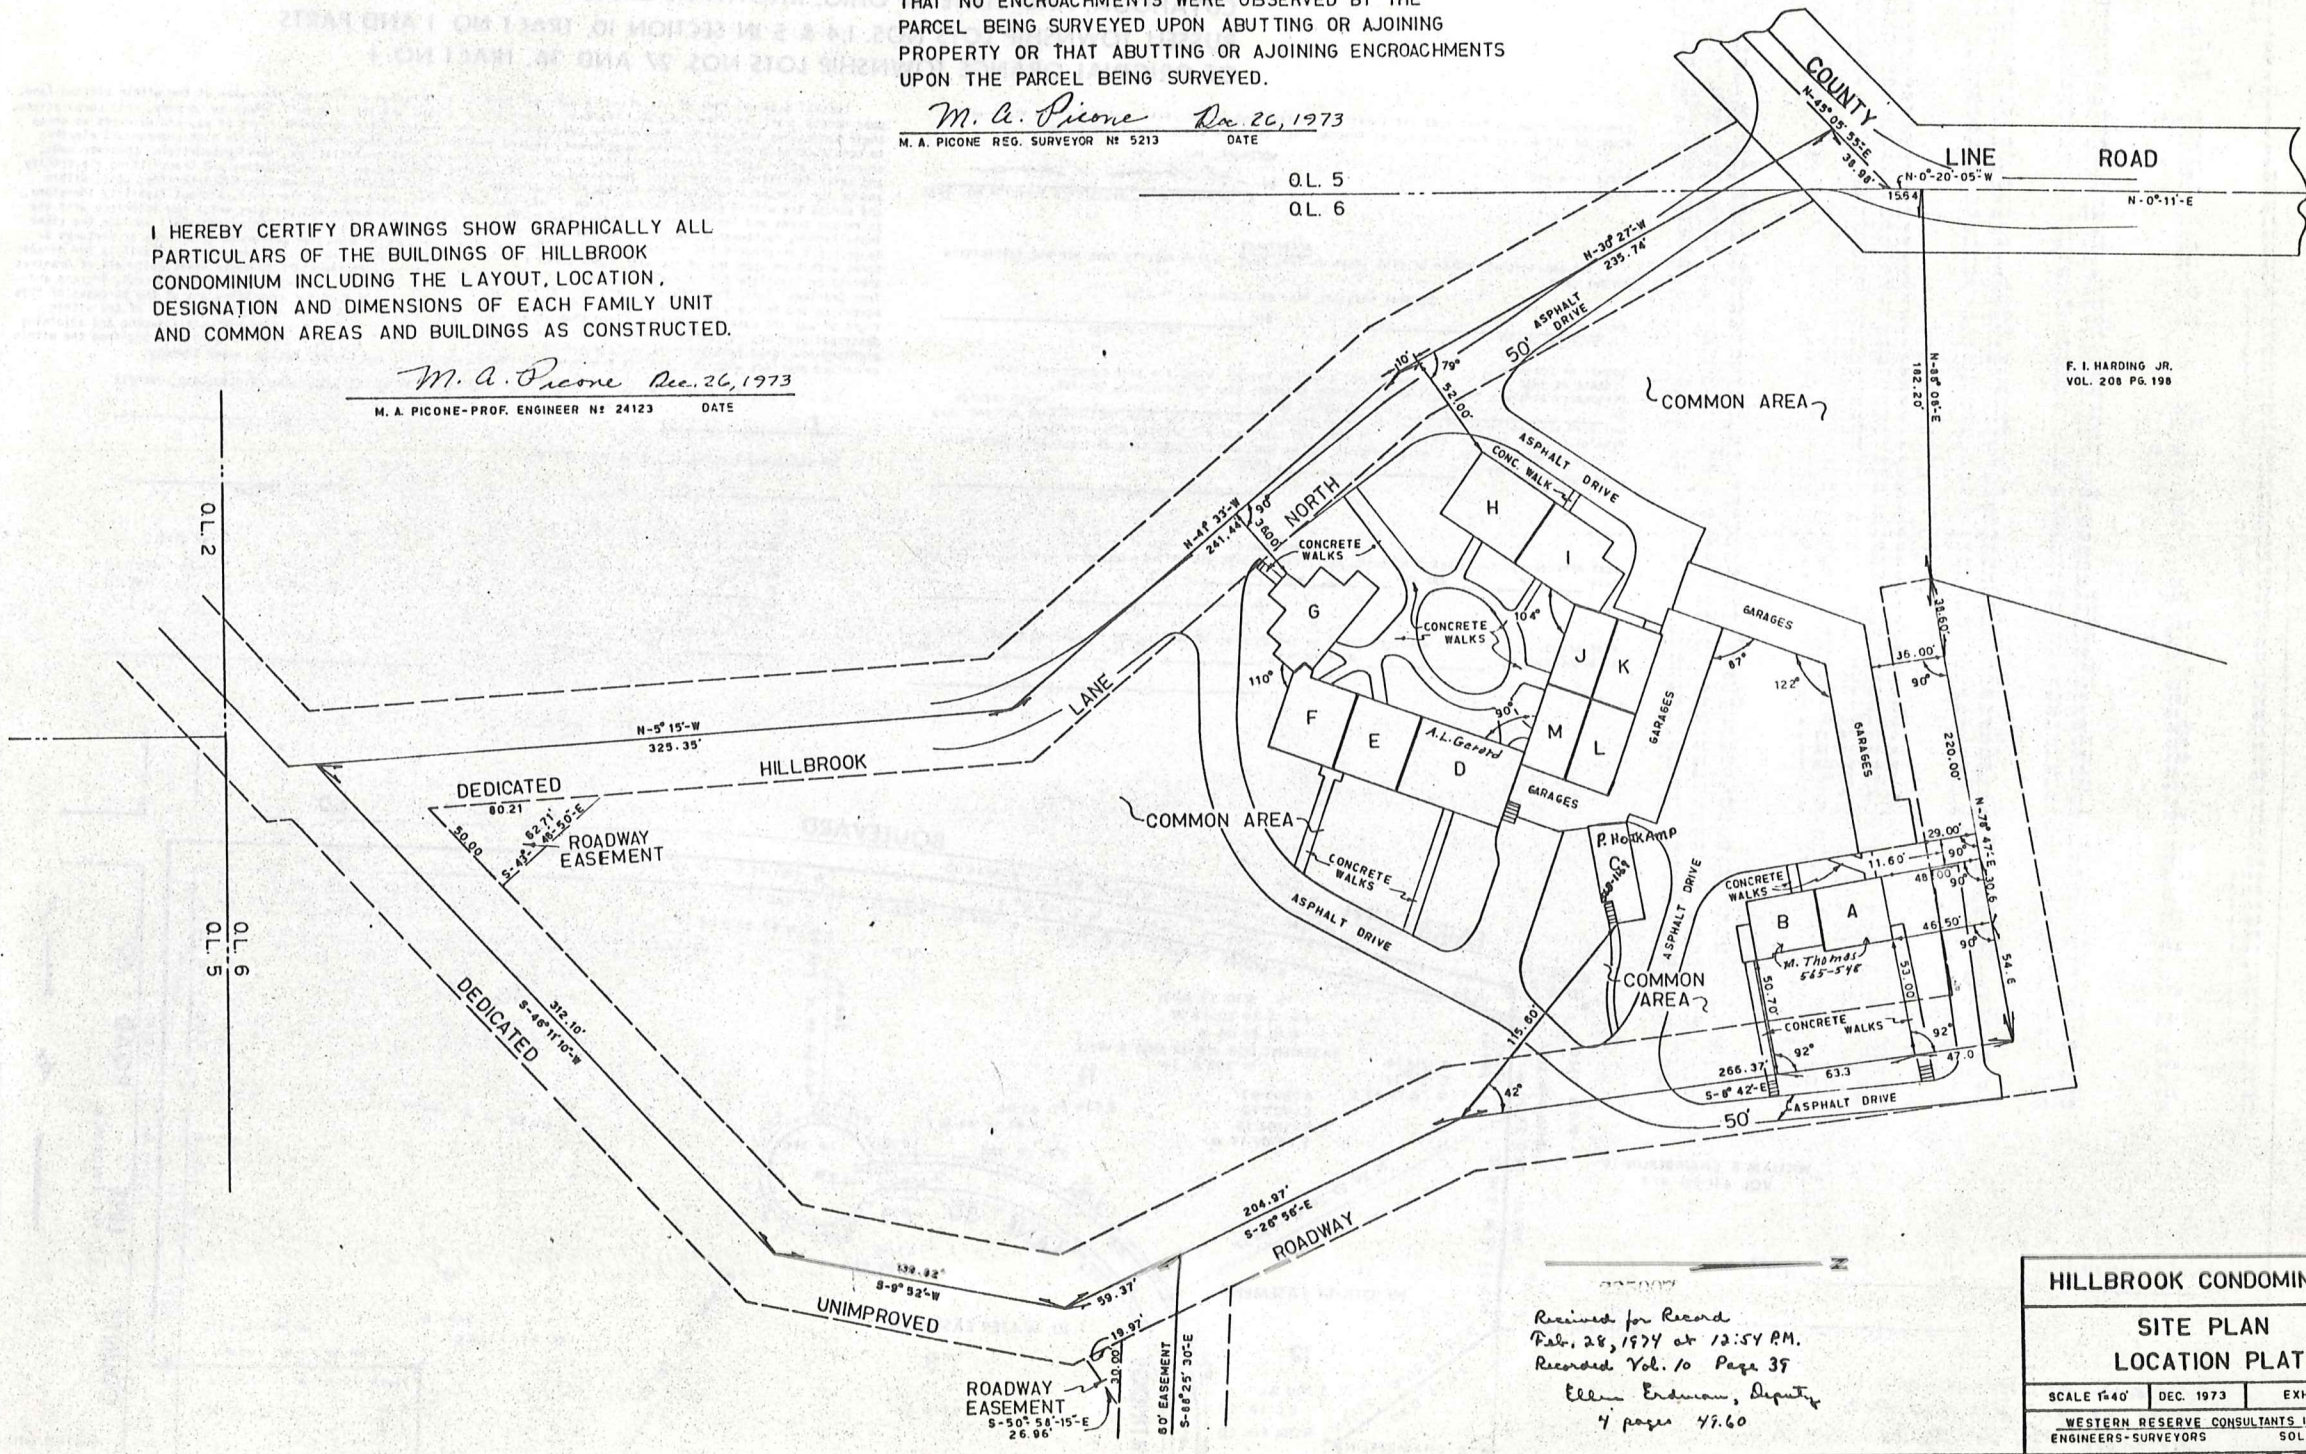 THAT NO ENCROACHMENTS WERE OBSERVED BY THE
PARCEL BEING SURVEYED UPON ABUTTING OR AJOINING
PROPERTY OR THAT ABUTTING OR AJOINING ENCROACHMENTS
UPON THE PARCEL BEING SURVEYED.
M. A. Picone Dec. 26, 1973
M. A. PICONE REG. SURVEYOR Nº 5213 DATE
I HEREBY CERTIFY DRAWINGS SHOW GRAPHICALLY ALL
PARTICULARS OF THE BUILDINGS OF HILLBROOK
CONDOMINIUM INCLUDING THE LAYOUT, LOCATION,
DESIGNATION AND DIMENSIONS OF EACH FAMILY UNIT
AND COMMON AREAS AND BUILDINGS AS CONSTRUCTED.
M. A. Picone Dec. 26, 1973
M. A. PICONE-PROF. ENGINEER Nº 24123 DATE
O.L. 5
O.L. 6
COUNTY
LINE ROAD
N-45° 05' 55"-E
38.98'
N-0°-20'-05"-W
15.64
N-0°-11'-E
N-30° 27'-W
235.74'
ASPHALT
DRIVE
50'
10'
79°
52.00'
COMMON AREA
N-88° 08'-E
182.20'
F. I. HARDING JR.
VOL. 208 PG. 198
ASPHALT DRIVE
CONC. WALK
H
I
NORTH
N-41° 33'-W
241.44'
90°
36.00'
CONCRETE
WALKS
G
CONCRETE
WALKS
104°
J
K
GARAGES
87°
122°
GARAGES
GARAGES
38.60'
36.00'
90°
220.00'
N-78° 47'-E
30.6
O.L. 2
N-5° 15'-W
325.35'
LANE
HILLBROOK
DEDICATED
80.21
50.00
62.71'
ROADWAY
EASEMENT
110°
F
E
A.L. Gerard
D
90°
M
L
GARAGES
COMMON AREA
CONCRETE
WALKS
ASPHALT DRIVE
P. Holkamp
C
ASPHALT DRIVE
COMMON
AREA
CONCRETE
WALKS
B
A
M. Thomas
565-548
29.00'
11.60'
90°
48.00'
90°
46.50'
90°
54.6
50.70'
53.00'
CONCRETE WALKS
92°
92°
47.0
63.3
266.37'
S-8° 42'-E
ASPHALT DRIVE
50'
42°
115.60'
O.L. 6
O.L. 5
312.10'
S-46° 11' 10"-W
DEDICATED
S-9° 52'-W
UNIMPROVED
59.37'
204.97'
S-26° 56'-E
ROADWAY
19.97'
30.00'
ROADWAY
EASEMENT
S-50°-58'-15"-E
26.96'
60' EASEMENT
S-88° 25' 30"-E
N
Received for Record
Feb. 28, 1974 at 12:54 P.M.
Recorded Vol. 10 Page 39
Ellen Erdman, Deputy
4 pages 49.60
HILLBROOK CONDOMIN
SITE PLAN
LOCATION PLAT
SCALE 1"=40' DEC. 1973 EXH
WESTERN RESERVE CONSULTANTS I
ENGINEERS-SURVEYORS SOL